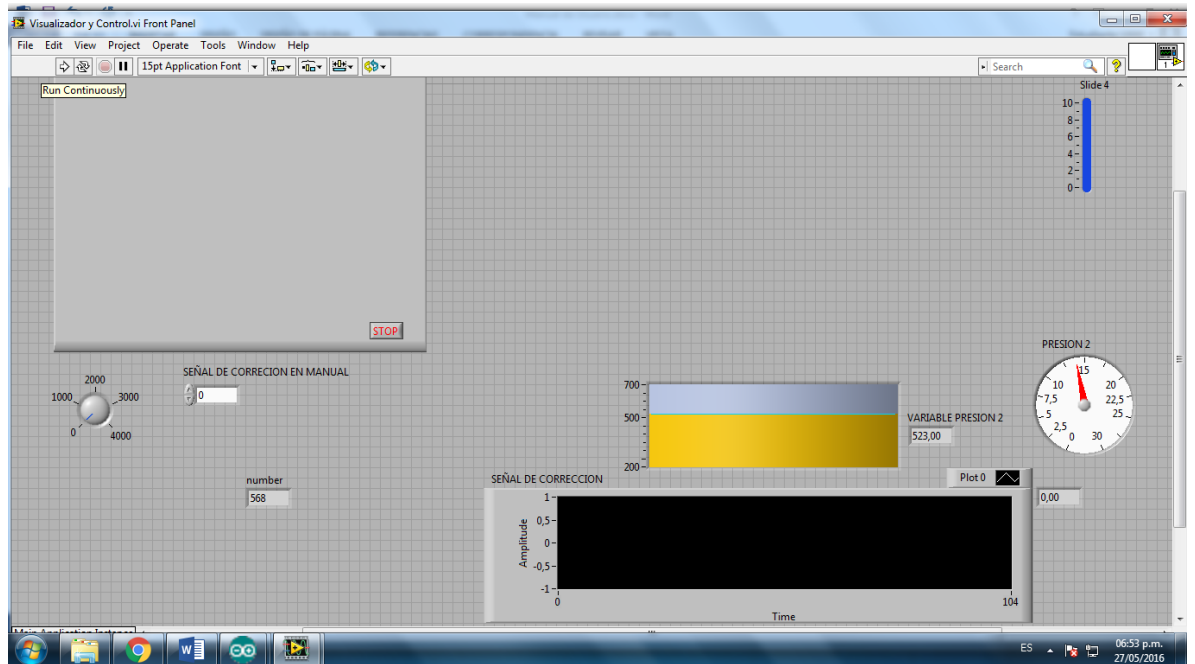 Visualizador y Control.vi Front Panel
File Edit View Project Operate Tools Window Help
15pt Application Font
Search
1
Run Continuously
Slide 4
10
8
6
4
2
0
STOP
SEÑAL DE CORRECION EN MANUAL
0
2000
1000
3000
0
4000
number
568
700
500
200
VARIABLE PRESION 2
523,00
PRESION 2
15
10
20
7,5
22,5
5
25
2,5
0
30
SEÑAL DE CORRECCION
Plot 0
0,00
Amplitude
1
0,5
0
-0,5
-1
0
104
Time
ES
06:53 p.m.
27/05/2016